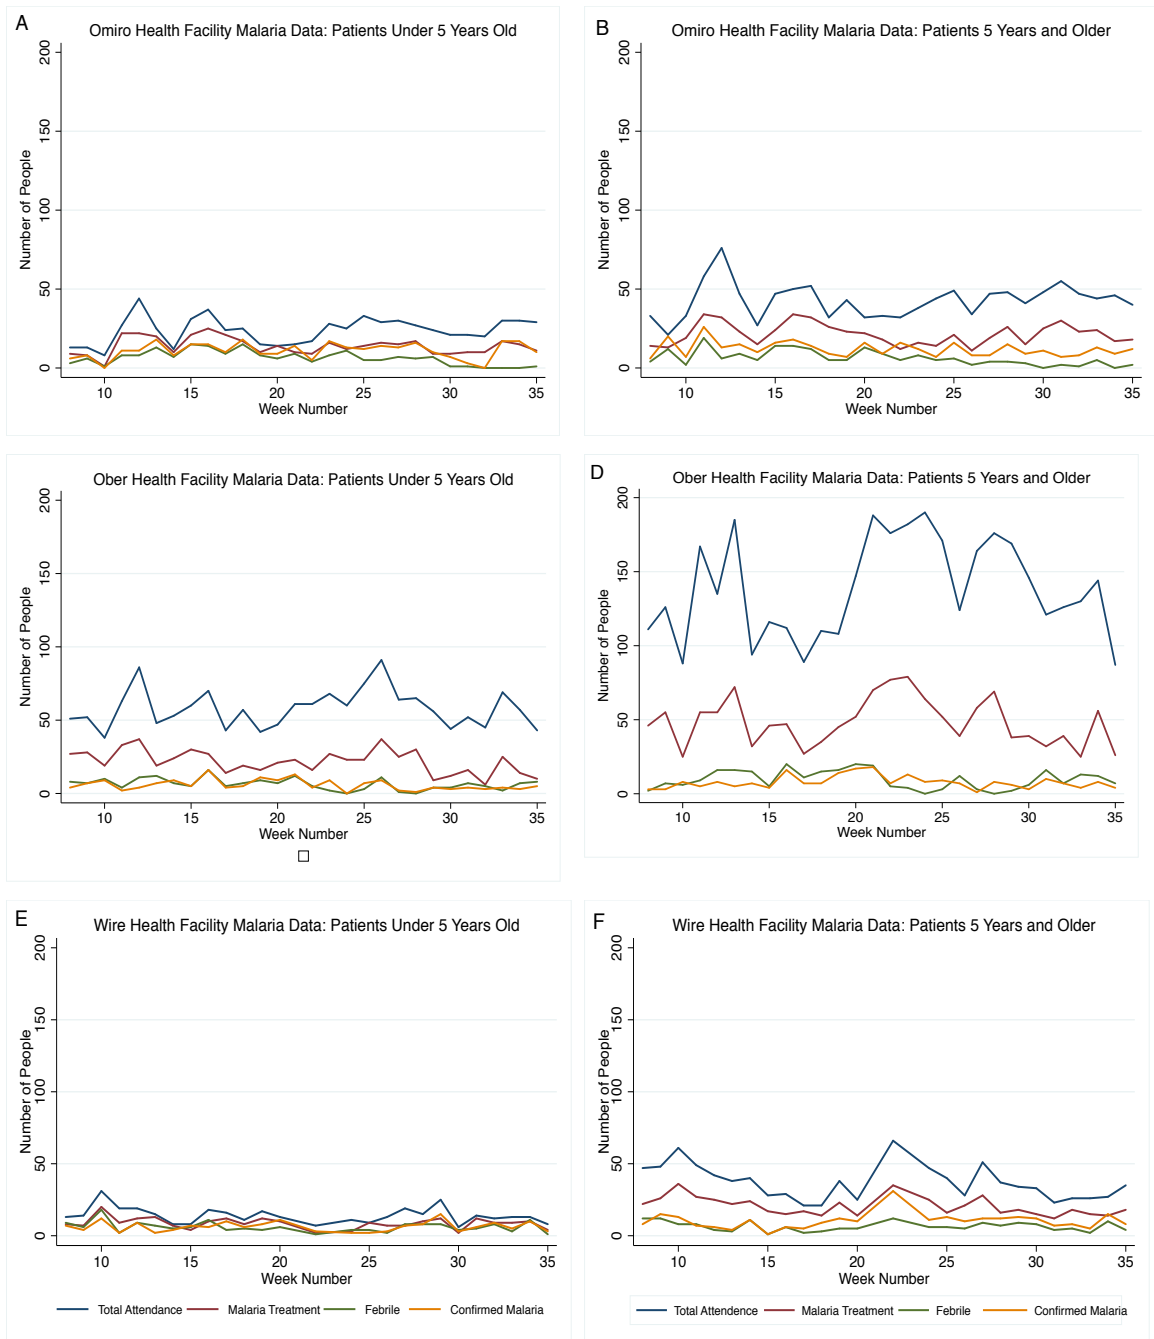 A
Omiro Health Facility Malaria Data: Patients Under 5 Years Old
200
150
100
50
0
Number of People
10 15 20 25 30 35
Week Number
B
Omiro Health Facility Malaria Data: Patients 5 Years and Older
200
150
100
50
0
Number of People
10 15 20 25 30 35
Week Number
Ober Health Facility Malaria Data: Patients Under 5 Years Old
200
150
100
50
0
Number of People
10 15 20 25 30 35
Week Number
D
Ober Health Facility Malaria Data: Patients 5 Years and Older
200
150
100
50
0
Number of People
10 15 20 25 30 35
Week Number
E
Wire Health Facility Malaria Data: Patients Under 5 Years Old
200
150
100
50
0
Number of People
10 15 20 25 30 35
Week Number
Total Attendance Malaria Treatment Febrile Confirmed Malaria
F
Wire Health Facility Malaria Data: Patients 5 Years and Older
200
150
100
50
0
Number of People
10 15 20 25 30 35
Week Number
Total Attendence Malaria Treatment Febrile Confirmed Malaria